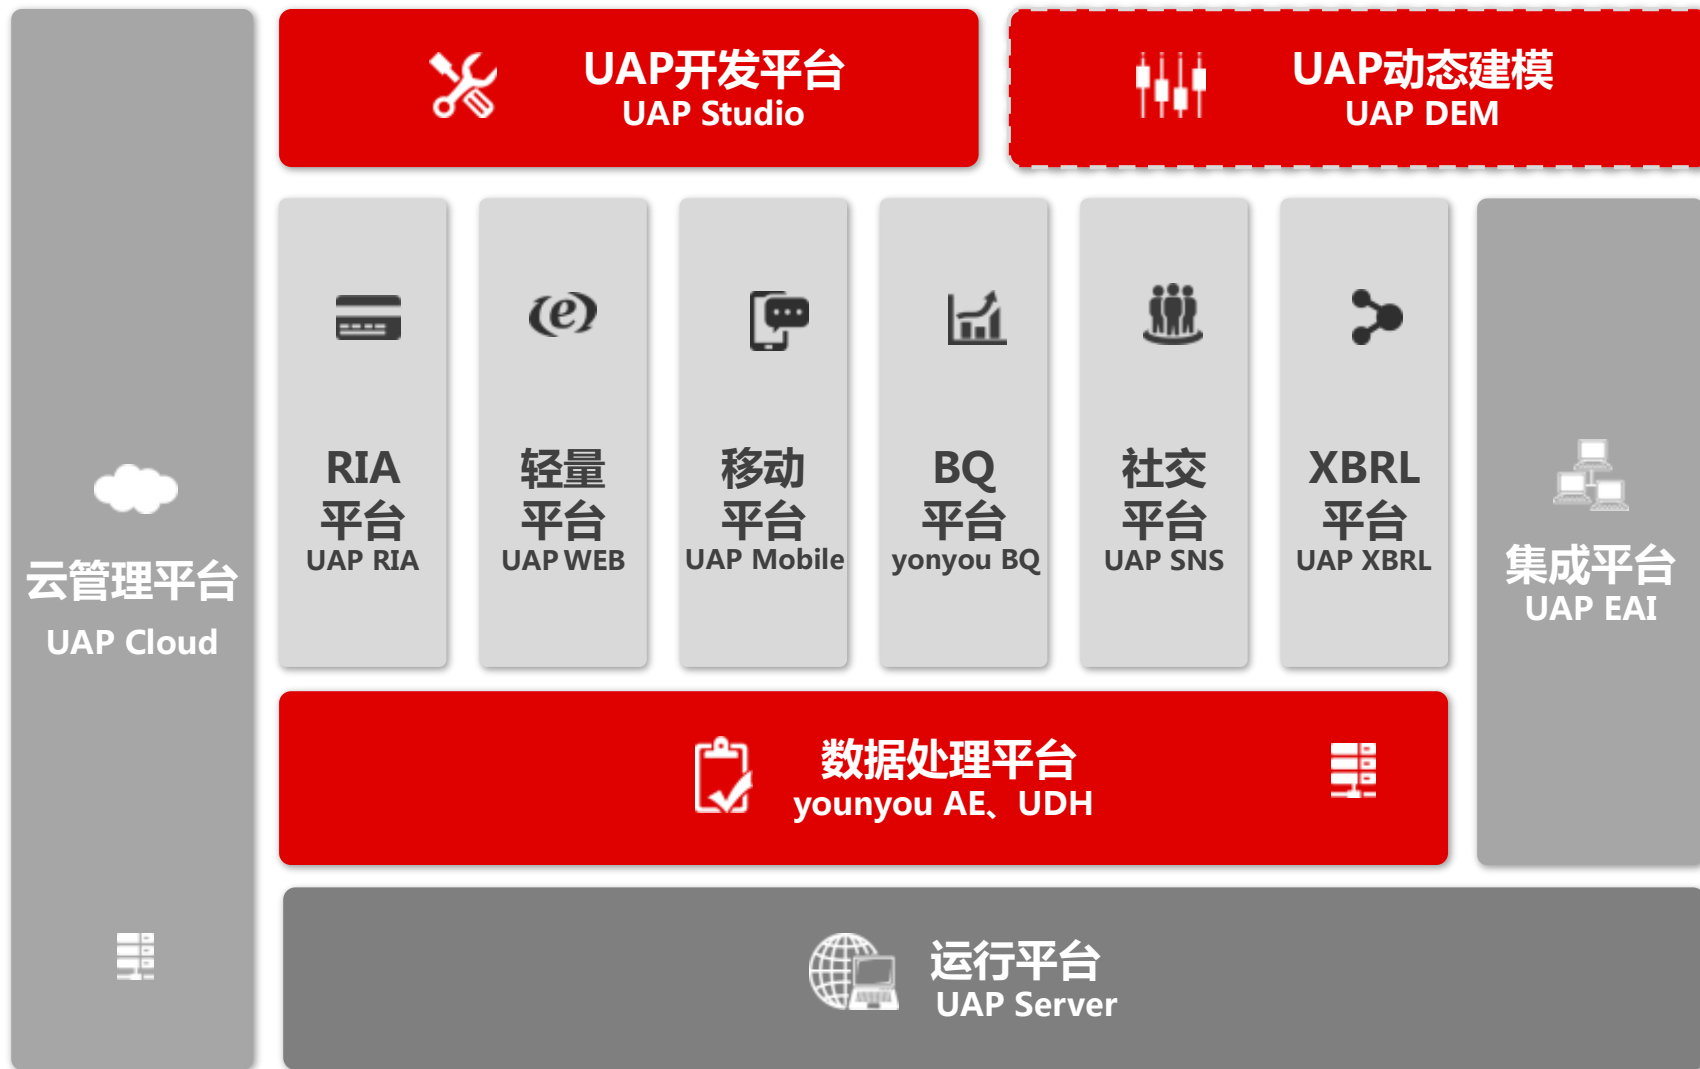 UAP开发平台
UAP Studio
UAP动态建模
UAP DEM
RIA
平台
UAP RIA
轻量
平台
UAP WEB
移动
平台
UAP Mobile
BQ
平台
yonyou BQ
社交
平台
UAP SNS
XBRL
平台
UAP XBRL
云管理平台
UAP Cloud
集成平台
UAP EAI
数据处理平台
younyou AE、UDH
运行平台
UAP Server